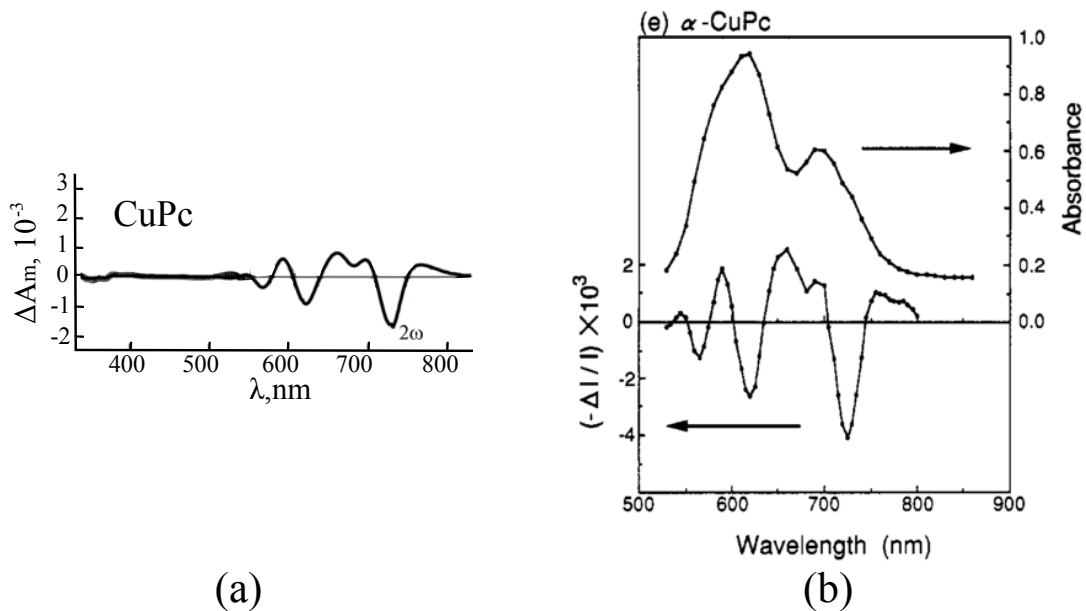 3
2
1
0
-1
-2
ΔAm, 10⁻³
CuPc
2ω
400 500 600 700 800
λ,nm
(a)
(e) α-CuPc
1.0
0.8
0.6
0.4
0.2
0.0
Absorbance
2
0
-2
-4
(-ΔI/I) ×10³
500 600 700 800 900
Wavelength (nm)
(b)